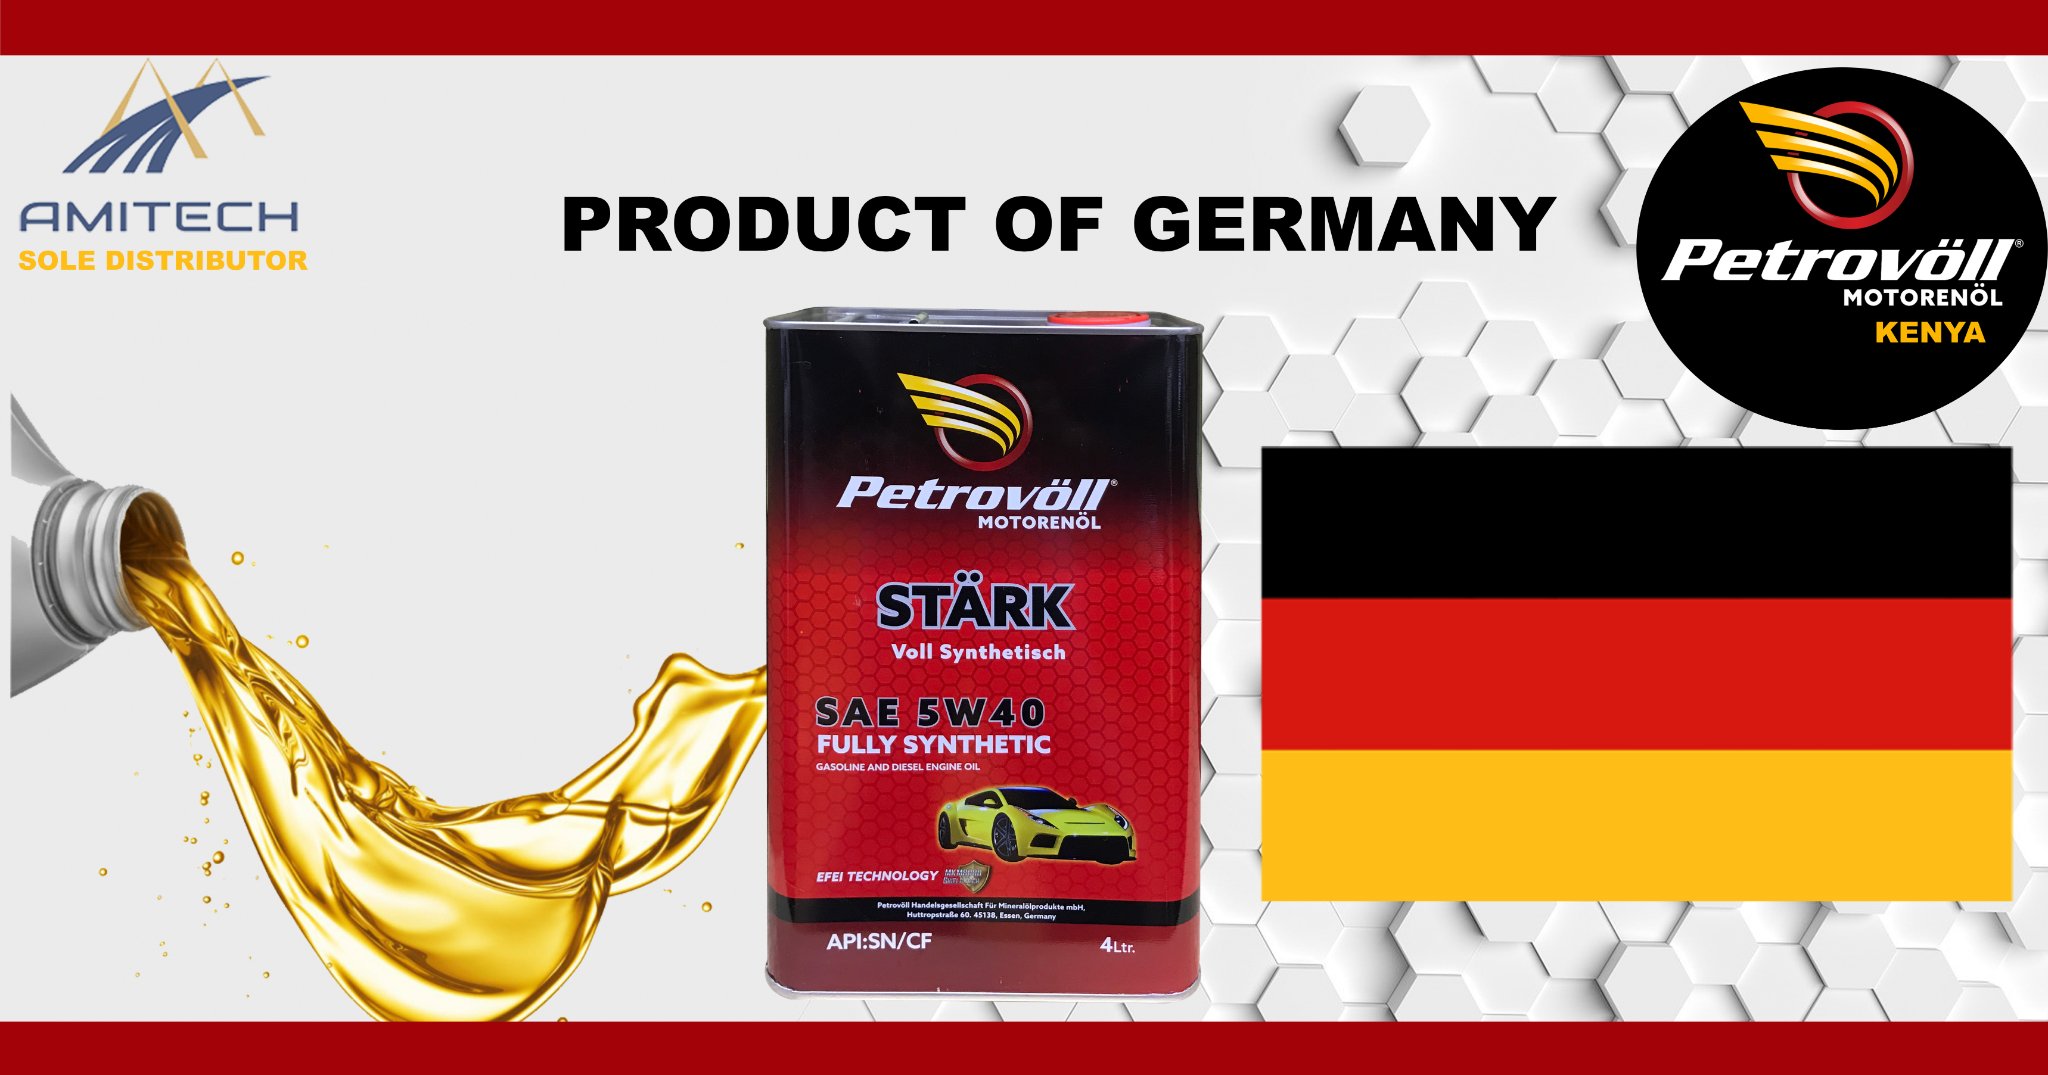 AMITECH
SOLE DISTRIBUTOR
PRODUCT OF GERMANY
Petrovöll®
MOTORENÖL
KENYA
Petrovöll®
MOTORENÖL
STÄRK
Voll Synthetisch
SAE 5W40
FULLY SYNTHETIC
GASOLINE AND DIESEL ENGINE OIL
EFEI TECHNOLOGY
Petrovöll Handelsgesellschaft Für Mineralölprodukte mbH,
Huttropstraße 60. 45138, Essen, Germany
API:SN/CF
4Ltr.